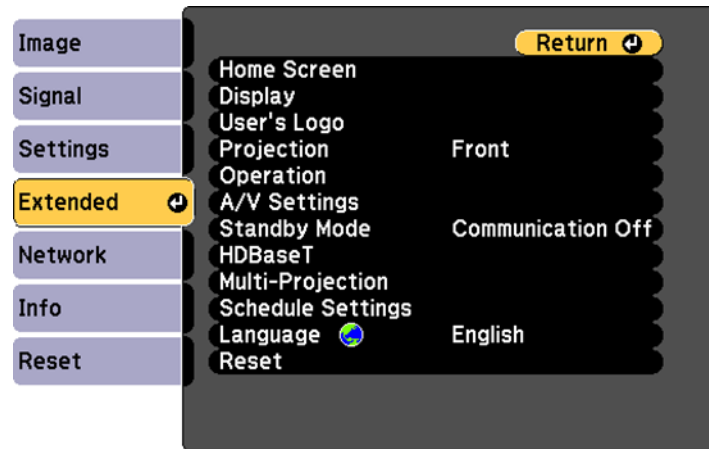 Image
Signal
Settings
Extended
Network
Info
Reset
Return
Home Screen
Display
User's Logo
Projection Front
Operation
A/V Settings
Standby Mode Communication Off
HDBaseT
Multi-Projection
Schedule Settings
Language English
Reset